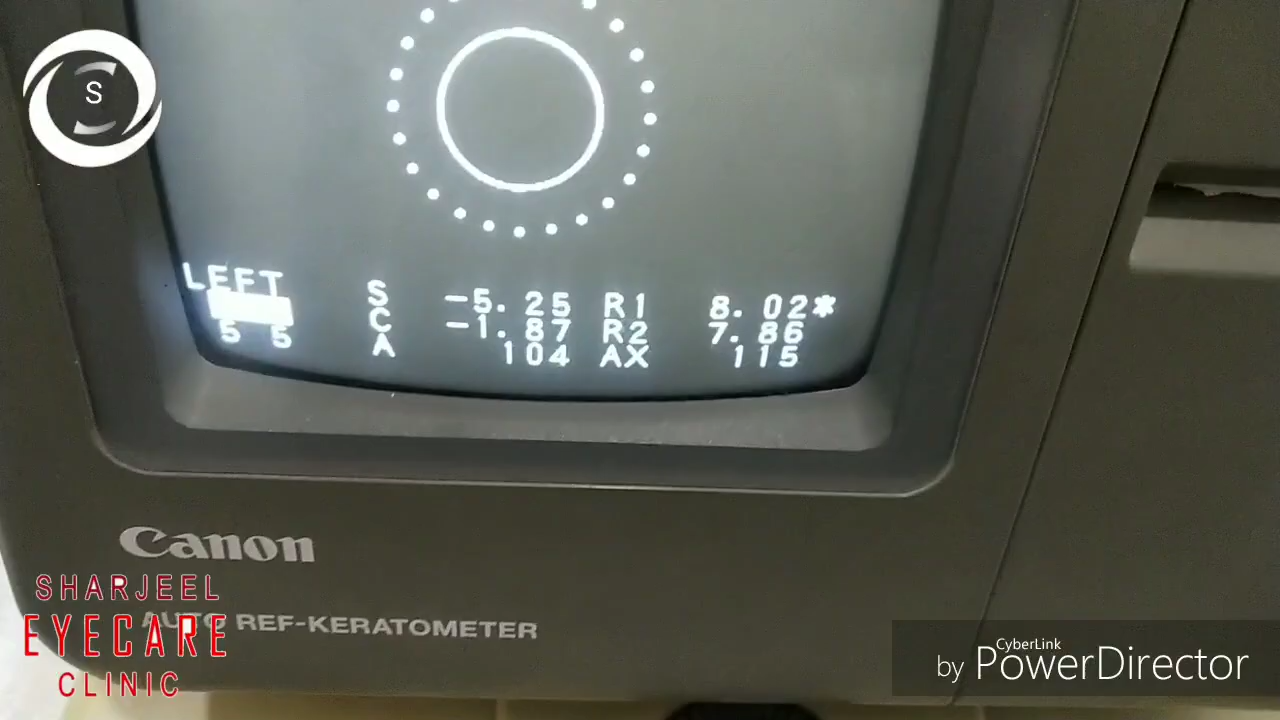 S
LEFT
5 5
S -5.25 R1 8.02*
C -1.87 R2 7.86
A 104 AX 115
Canon
AUTO REF-KERATOMETER
SHARJEEL
EYECARE
CLINIC
CyberLink
by PowerDirector